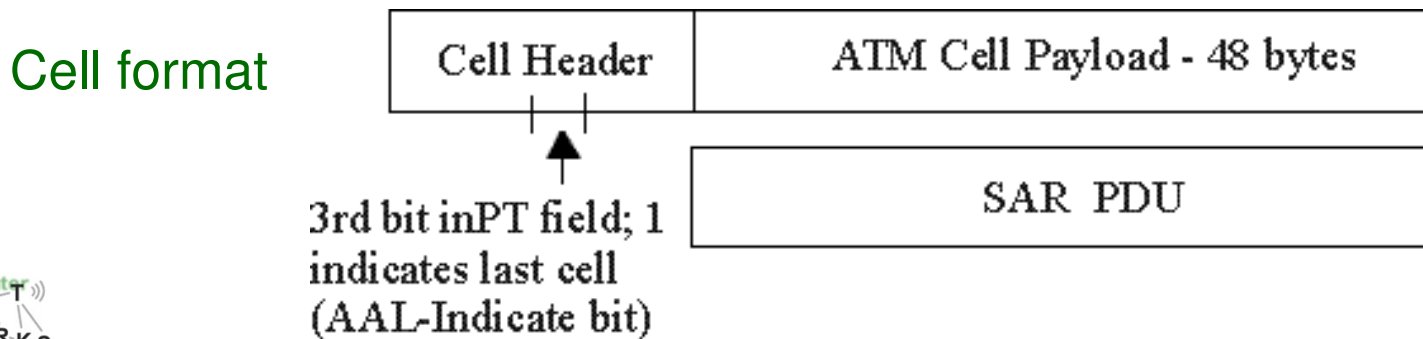 Cell format
Cell Header
ATM Cell Payload - 48 bytes
SAR PDU
3rd bit inPT field; 1
indicates last cell
(AAL-Indicate bit)
T